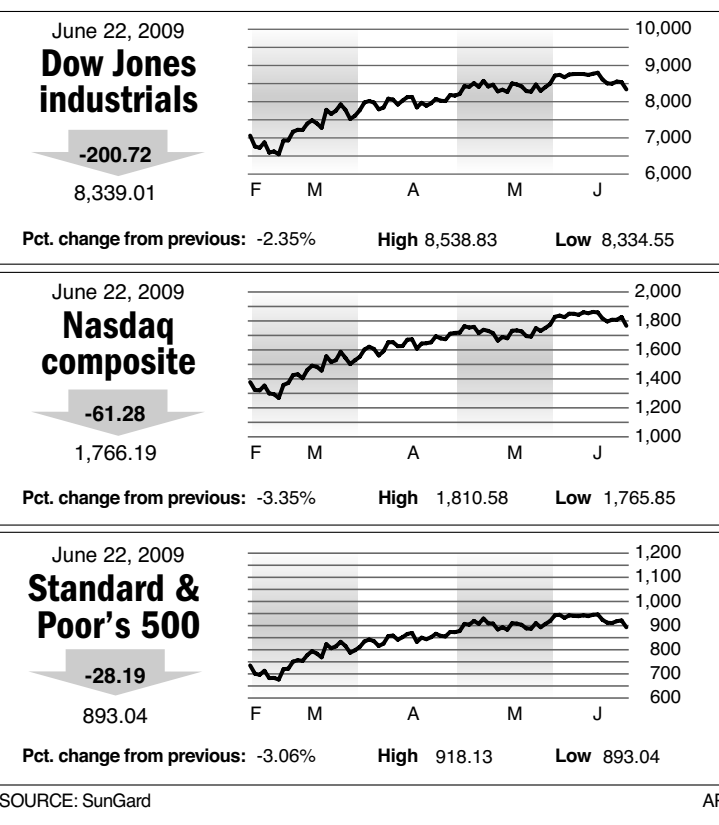 June 22, 2009
Dow Jones
industrials
-200.72
8,339.01
10,000
9,000
8,000
7,000
6,000
F M A M J
Pct. change from previous: -2.35% High 8,538.83 Low 8,334.55
June 22, 2009
Nasdaq
composite
-61.28
1,766.19
2,000
1,800
1,600
1,400
1,200
1,000
F M A M J
Pct. change from previous: -3.35% High 1,810.58 Low 1,765.85
June 22, 2009
Standard &
Poor's 500
-28.19
893.04
1,200
1,100
1,000
900
800
700
600
F M A M J
Pct. change from previous: -3.06% High 918.13 Low 893.04
SOURCE: SunGard AP